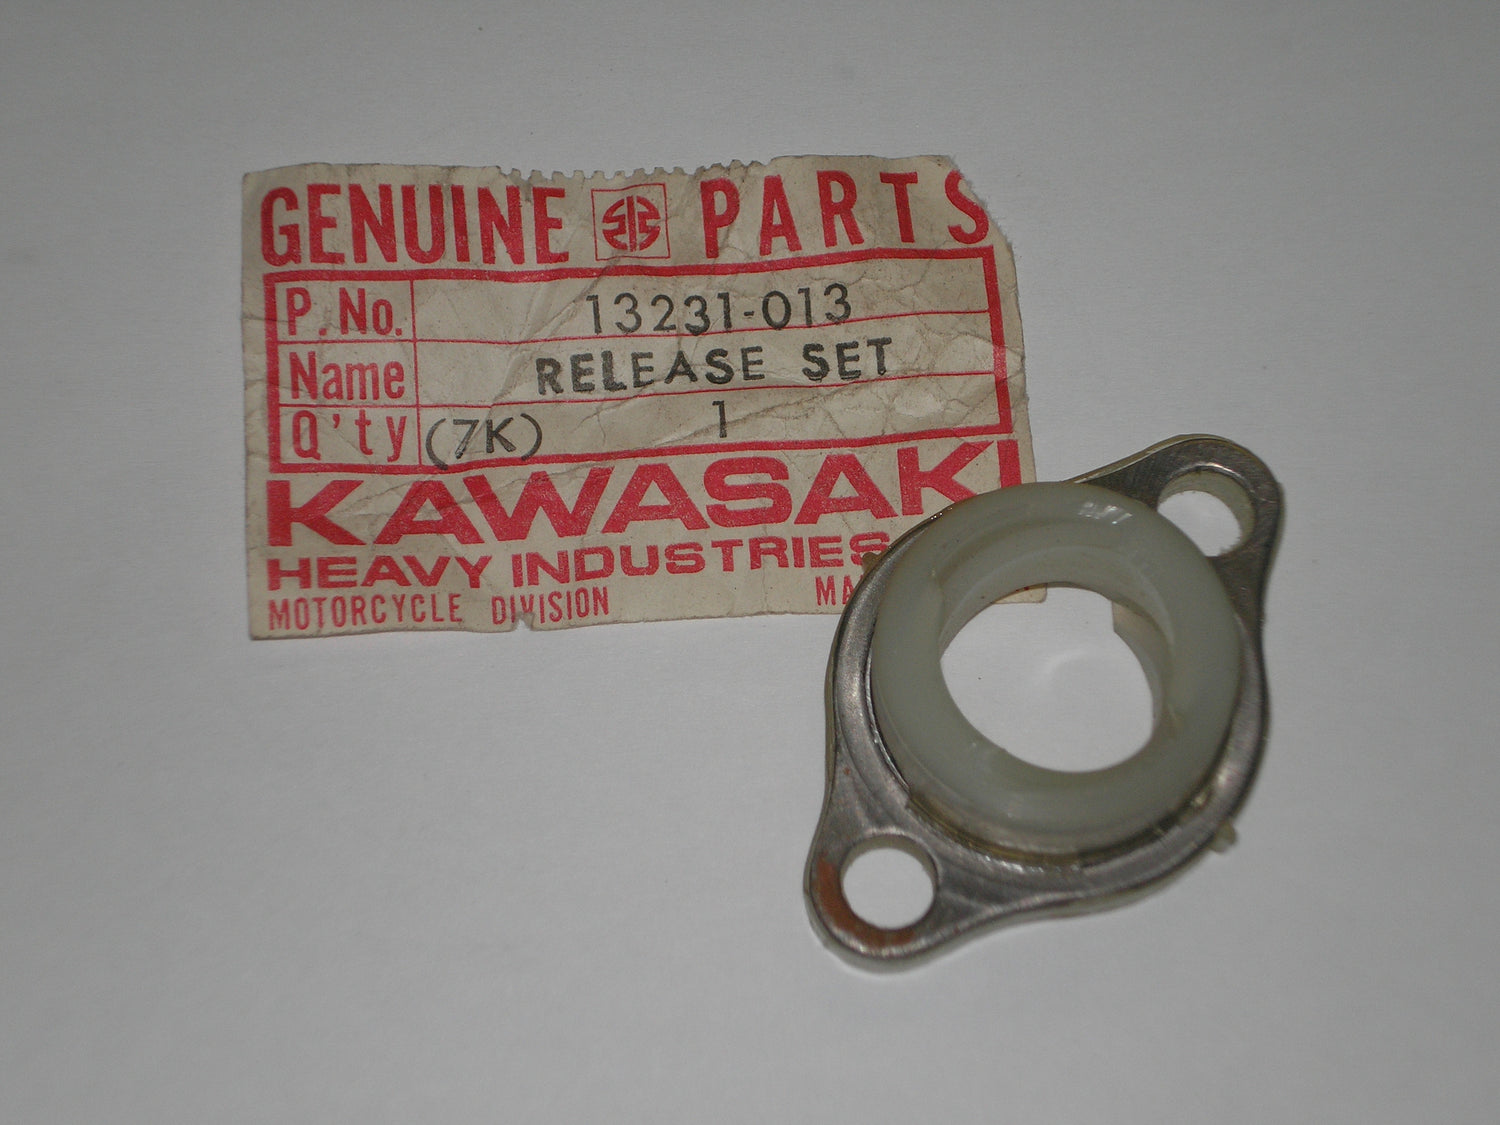 GENUINE PARTS
P. No. 13231-013
Name RELEASE SET
Q'ty (7K) 1
KAWASAKI
HEAVY INDUSTRIES
MOTORCYCLE DIVISION